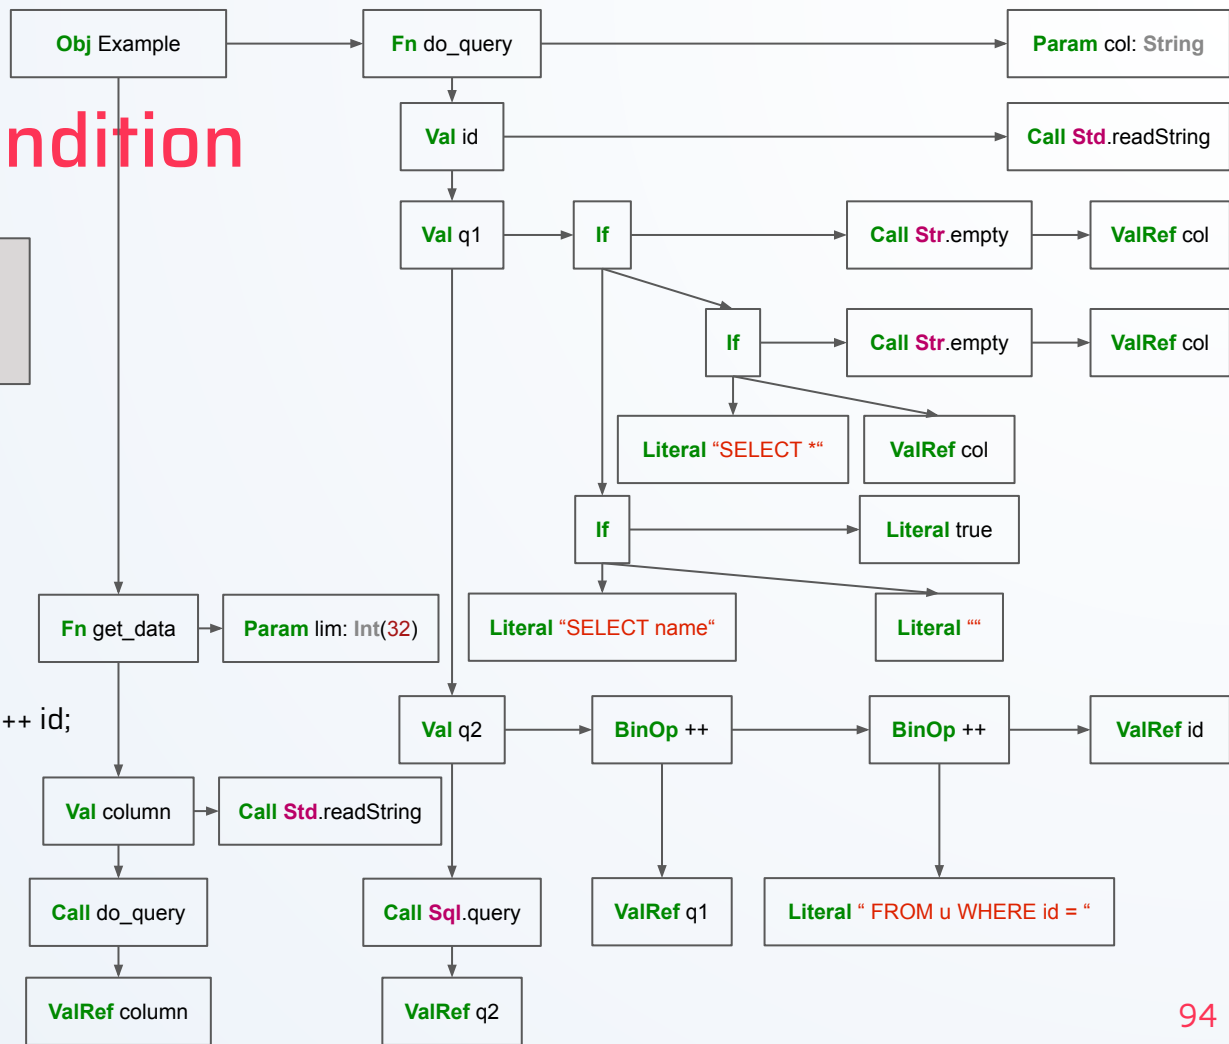 Obj Example
Fn do_query
Param col: String
ndition
Val id
Call Std.readString
Val q1
If
Call Str.empty
ValRef col
If
Call Str.empty
ValRef col
Literal “SELECT *“
ValRef col
If
Literal true
Fn get_data
Param lim: Int(32)
Literal “SELECT name“
Literal ““
++ id;
Val q2
BinOp ++
BinOp ++
ValRef id
Val column
Call Std.readString
Call do_query
Call Sql.query
ValRef q1
Literal “ FROM u WHERE id = “
ValRef column
ValRef q2
94